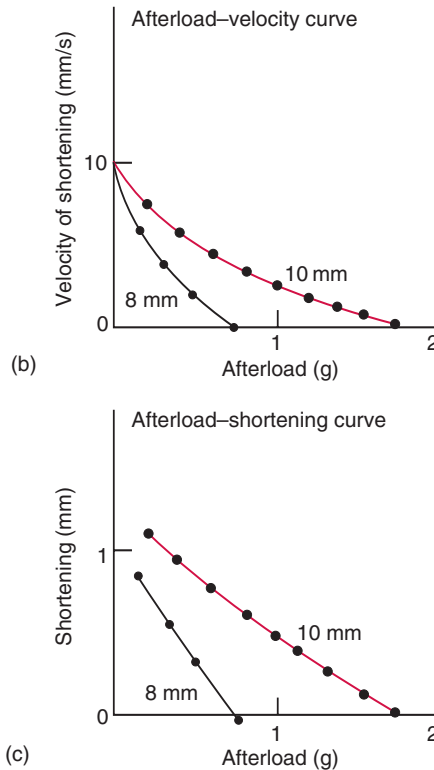 Afterload–velocity curve
Velocity of shortening (mm/s)
10
10 mm
8 mm
0
1
2
Afterload (g)
(b)
Afterload–shortening curve
Shortening (mm)
1
10 mm
8 mm
0
1
2
Afterload (g)
(c)